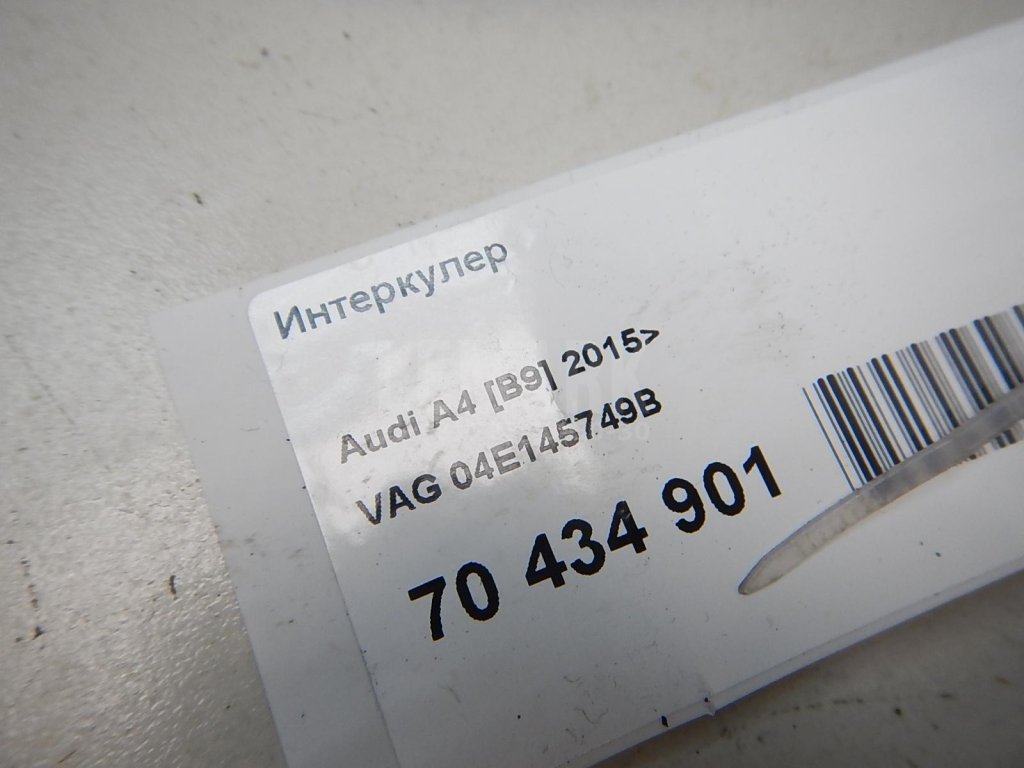 Интеркулер
Audi A4 [B9] 2015>
VAG 04E145749B
70 434 901